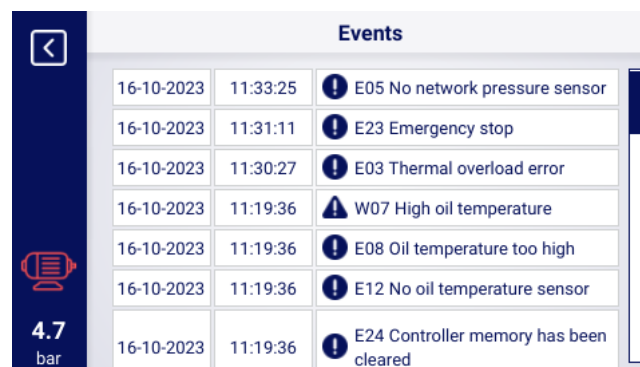 Events
16-10-2023 11:33:25 E05 No network pressure sensor
16-10-2023 11:31:11 E23 Emergency stop
16-10-2023 11:30:27 E03 Thermal overload error
16-10-2023 11:19:36 W07 High oil temperature
16-10-2023 11:19:36 E08 Oil temperature too high
16-10-2023 11:19:36 E12 No oil temperature sensor
16-10-2023 11:19:36 E24 Controller memory has been
cleared
4.7
bar